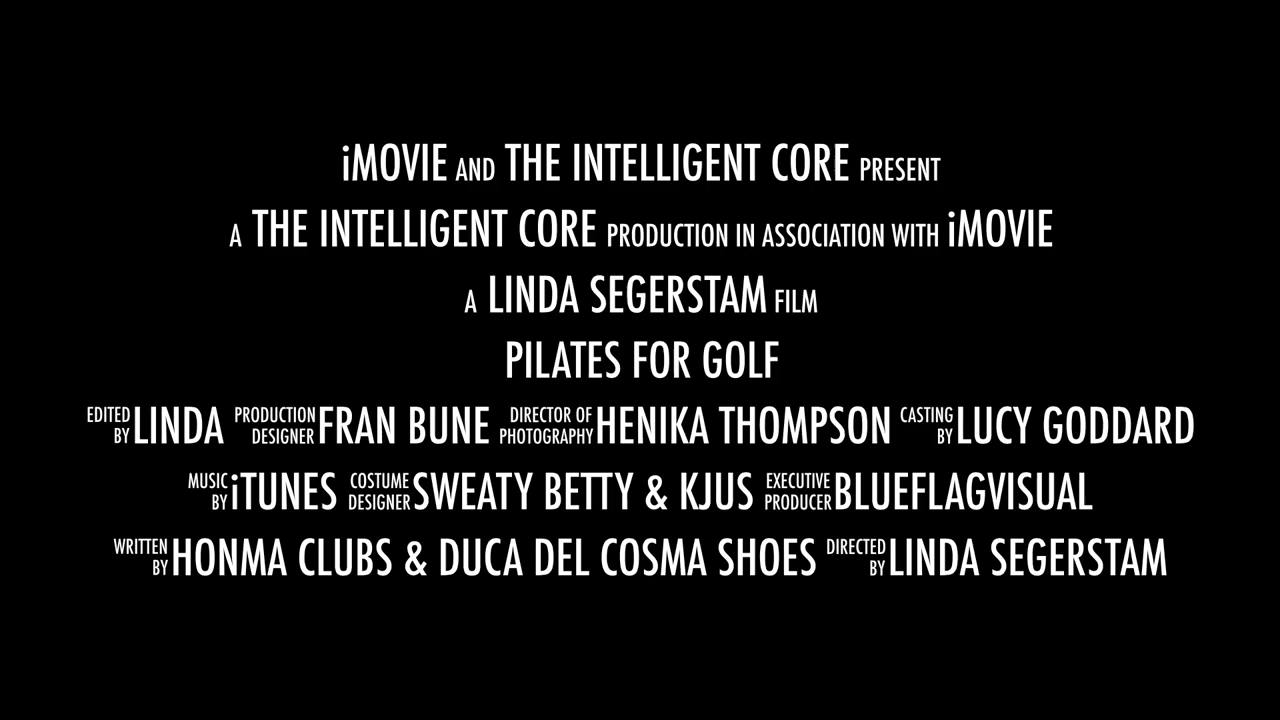 iMOVIE AND THE INTELLIGENT CORE PRESENT
A THE INTELLIGENT CORE PRODUCTION IN ASSOCIATION WITH iMOVIE
A LINDA SEGERSTAM FILM
PILATES FOR GOLF
EDITED BY LINDA PRODUCTION DESIGNER FRAN BUNE DIRECTOR OF PHOTOGRAPHY HENIKA THOMPSON CASTING BY LUCY GODDARD
MUSIC BY iTUNES COSTUME DESIGNER SWEATY BETTY & KJUS EXECUTIVE PRODUCER BLUEFLAGVISUAL
WRITTEN BY HONMA CLUBS & DUCA DEL COSMA SHOES DIRECTED BY LINDA SEGERSTAM